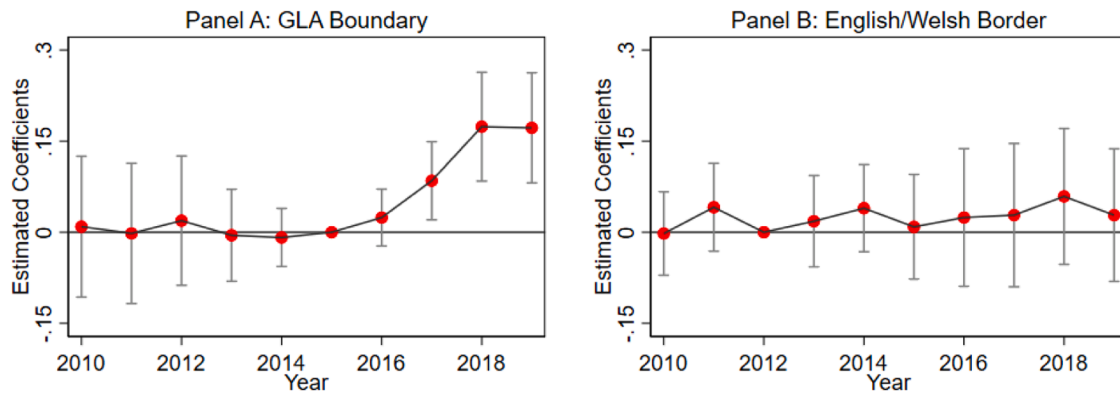 Panel A: GLA Boundary
Estimated Coefficients
.3
.15
0
-.15
2010 2012 2014 2016 2018
Year
Panel B: English/Welsh Border
Estimated Coefficients
.3
.15
0
-.15
2010 2012 2014 2016 2018
Year